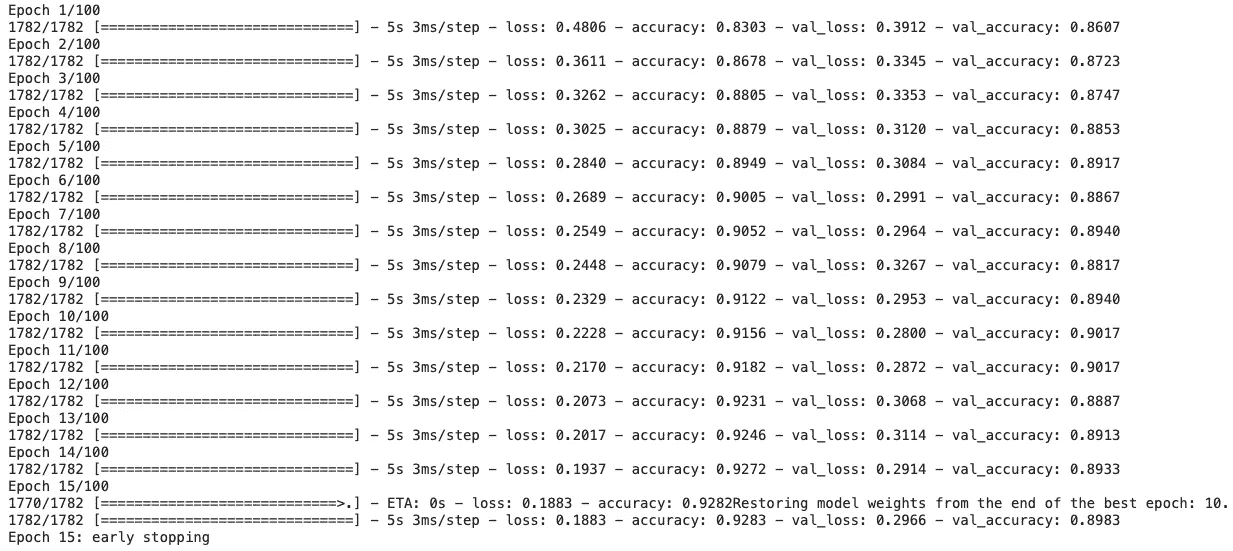 Epoch 1/100
1782/1782 [==============================] - 5s 3ms/step - loss: 0.4806 - accuracy: 0.8303 - val_loss: 0.3912 - val_accuracy: 0.8607
Epoch 2/100
1782/1782 [==============================] - 5s 3ms/step - loss: 0.3611 - accuracy: 0.8678 - val_loss: 0.3345 - val_accuracy: 0.8723
Epoch 3/100
1782/1782 [==============================] - 5s 3ms/step - loss: 0.3262 - accuracy: 0.8805 - val_loss: 0.3353 - val_accuracy: 0.8747
Epoch 4/100
1782/1782 [==============================] - 5s 3ms/step - loss: 0.3025 - accuracy: 0.8879 - val_loss: 0.3120 - val_accuracy: 0.8853
Epoch 5/100
1782/1782 [==============================] - 5s 3ms/step - loss: 0.2840 - accuracy: 0.8949 - val_loss: 0.3084 - val_accuracy: 0.8917
Epoch 6/100
1782/1782 [==============================] - 5s 3ms/step - loss: 0.2689 - accuracy: 0.9005 - val_loss: 0.2991 - val_accuracy: 0.8867
Epoch 7/100
1782/1782 [==============================] - 5s 3ms/step - loss: 0.2549 - accuracy: 0.9052 - val_loss: 0.2964 - val_accuracy: 0.8940
Epoch 8/100
1782/1782 [==============================] - 5s 3ms/step - loss: 0.2448 - accuracy: 0.9079 - val_loss: 0.3267 - val_accuracy: 0.8817
Epoch 9/100
1782/1782 [==============================] - 5s 3ms/step - loss: 0.2329 - accuracy: 0.9122 - val_loss: 0.2953 - val_accuracy: 0.8940
Epoch 10/100
1782/1782 [==============================] - 5s 3ms/step - loss: 0.2228 - accuracy: 0.9156 - val_loss: 0.2800 - val_accuracy: 0.9017
Epoch 11/100
1782/1782 [==============================] - 5s 3ms/step - loss: 0.2170 - accuracy: 0.9182 - val_loss: 0.2872 - val_accuracy: 0.9017
Epoch 12/100
1782/1782 [==============================] - 5s 3ms/step - loss: 0.2073 - accuracy: 0.9231 - val_loss: 0.3068 - val_accuracy: 0.8887
Epoch 13/100
1782/1782 [==============================] - 5s 3ms/step - loss: 0.2017 - accuracy: 0.9246 - val_loss: 0.3114 - val_accuracy: 0.8913
Epoch 14/100
1782/1782 [==============================] - 5s 3ms/step - loss: 0.1937 - accuracy: 0.9272 - val_loss: 0.2914 - val_accuracy: 0.8933
Epoch 15/100
1770/1782 [============================>.] - ETA: 0s - loss: 0.1883 - accuracy: 0.9282Restoring model weights from the end of the best epoch: 10.
1782/1782 [==============================] - 5s 3ms/step - loss: 0.1883 - accuracy: 0.9283 - val_loss: 0.2966 - val_accuracy: 0.8983
Epoch 15: early stopping